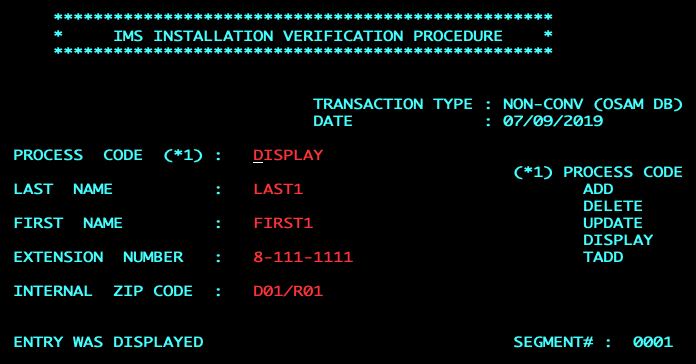 **************************************************
*     IMS INSTALLATION VERIFICATION PROCEDURE    *
**************************************************
TRANSACTION TYPE : NON-CONV (OSAM DB)
DATE             : 07/09/2019
PROCESS  CODE  (*1) :   DISPLAY
(*1) PROCESS CODE
ADD
LAST  NAME          :   LAST1
DELETE
FIRST  NAME         :   FIRST1
UPDATE
DISPLAY
EXTENSION  NUMBER   :   8-111-1111
TADD
INTERNAL  ZIP CODE  :   D01/R01
ENTRY WAS DISPLAYED
SEGMENT# :  0001